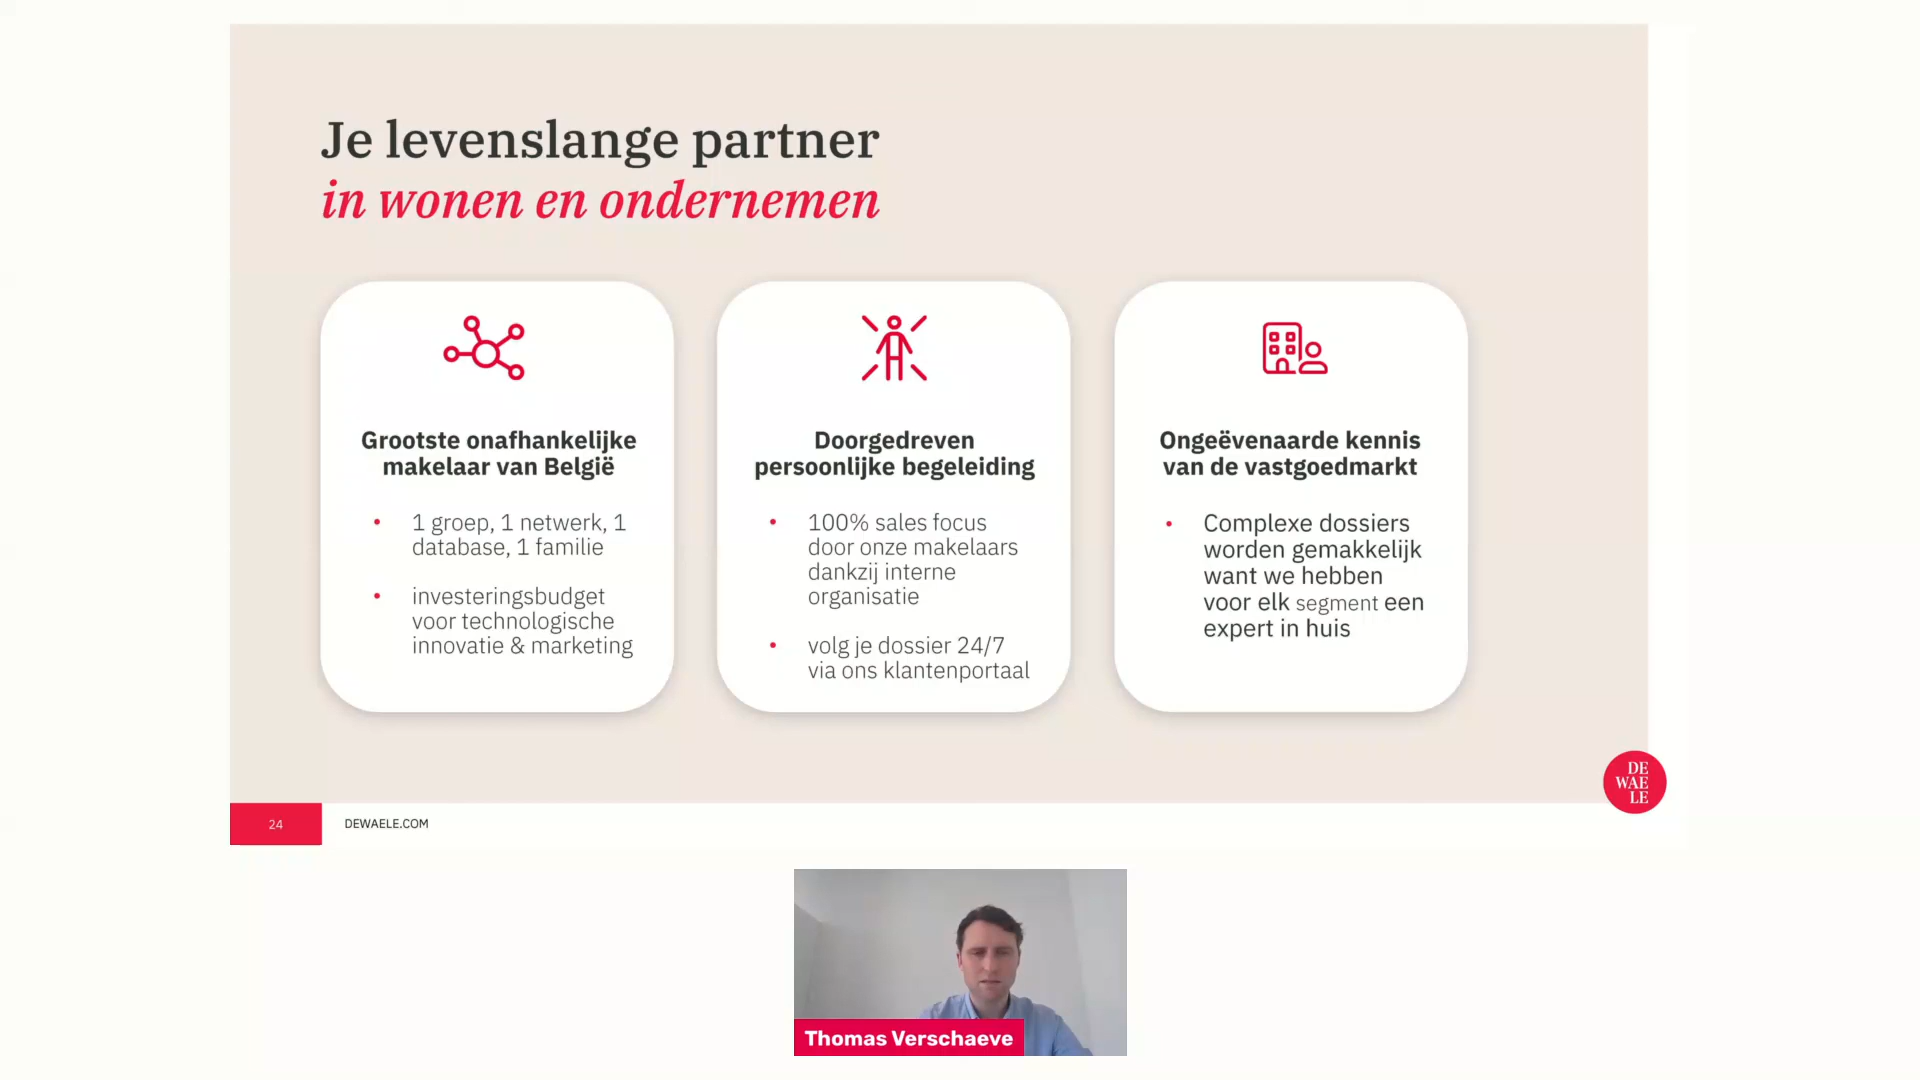 Je levenslange partner
in wonen en ondernemen
Grootste onafhankelijke
makelaar van België
• 1 groep, 1 netwerk, 1
database, 1 familie
• investeringsbudget
voor technologische
innovatie & marketing
Doorgedreven
persoonlijke begeleiding
• 100% sales focus
door onze makelaars
dankzij interne
organisatie
• volg je dossier 24/7
via ons klantenportaal
Ongeëvenaarde kennis
van de vastgoedmarkt
• Complexe dossiers
worden gemakkelijk
want we hebben
voor elk segment een
expert in huis
DE
WAE
LE
24
DEWAELE.COM
Thomas Verschaeve